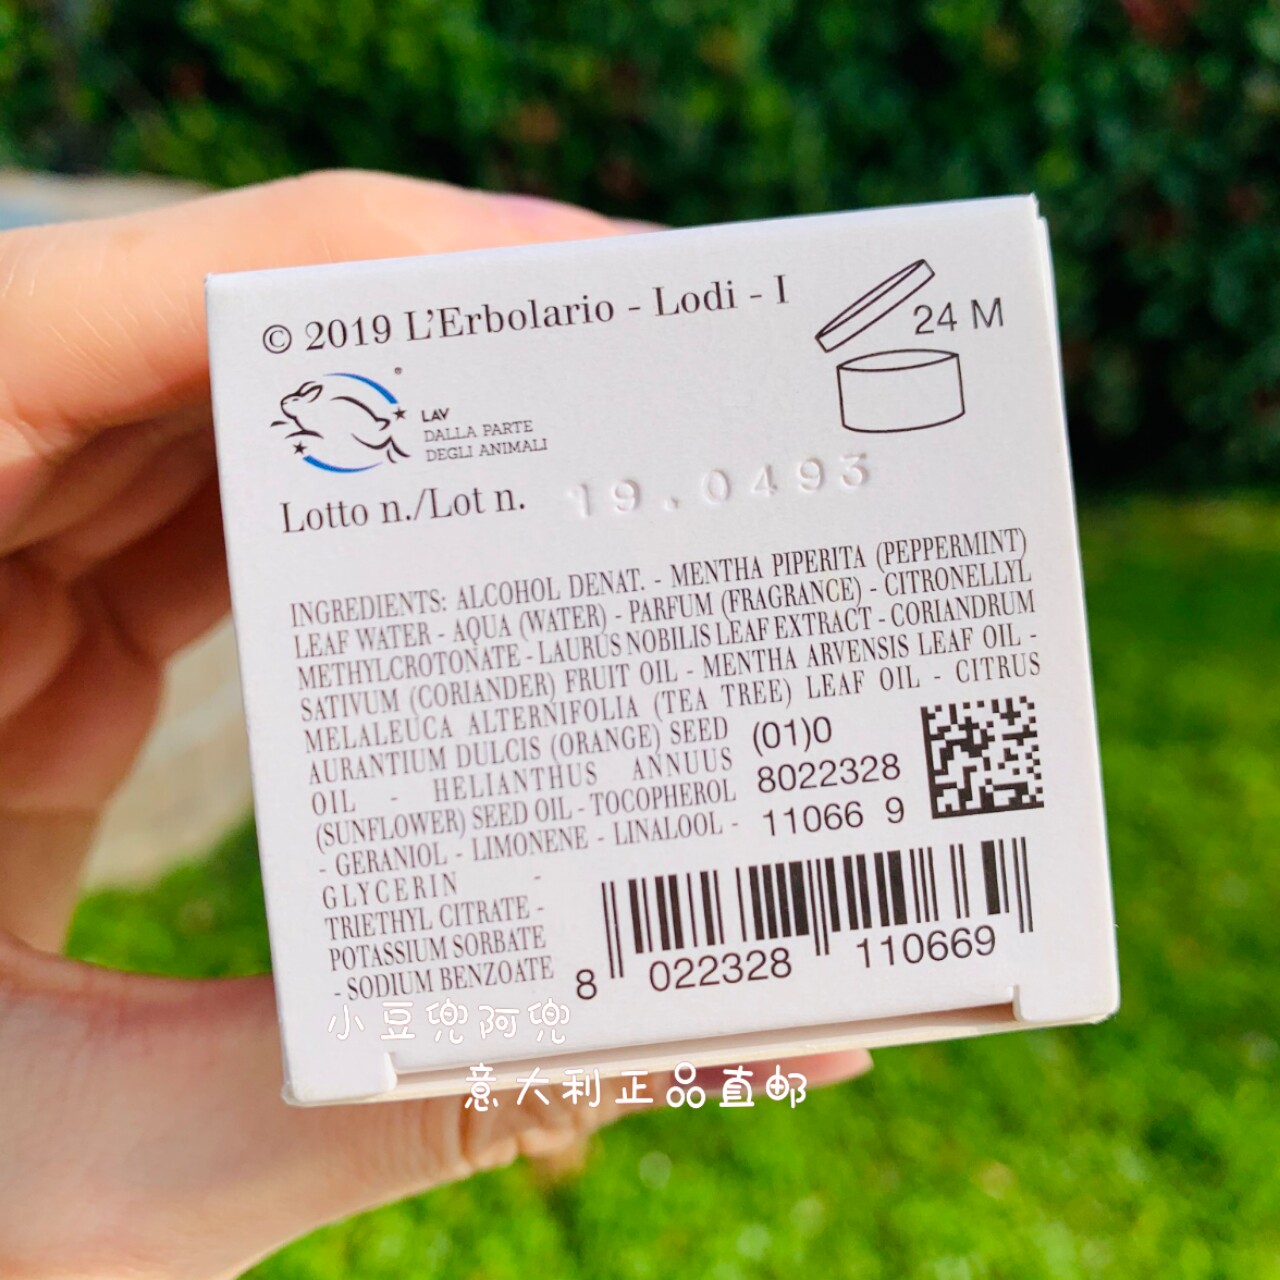 © 2019 L'Erbolario - Lodi - I
24 M
LAV
DALLA PARTE
DEGLI ANIMALI
Lotto n./Lot n. 19.0493
INGREDIENTS: ALCOHOL DENAT. - MENTHA PIPERITA (PEPPERMINT)
LEAF WATER - AQUA (WATER) - PARFUM (FRAGRANCE) - CITRONELLYL
METHYLCROTONATE - LAURUS NOBILIS LEAF EXTRACT - CORIANDRUM
SATIVUM (CORIANDER) FRUIT OIL - MENTHA ARVENSIS LEAF OIL -
MELALEUCA ALTERNIFOLIA (TEA TREE) LEAF OIL - CITRUS
AURANTIUM DULCIS (ORANGE) SEED
OIL - HELIANTHUS ANNUUS
(SUNFLOWER) SEED OIL - TOCOPHEROL
- GERANIOL - LIMONENE - LINALOOL -
GLYCERIN -
TRIETHYL CITRATE -
POTASSIUM SORBATE
- SODIUM BENZOATE
(01)0
8022328
11066 9
8 022328 110669
小豆兜阿兜
意大利正品直邮